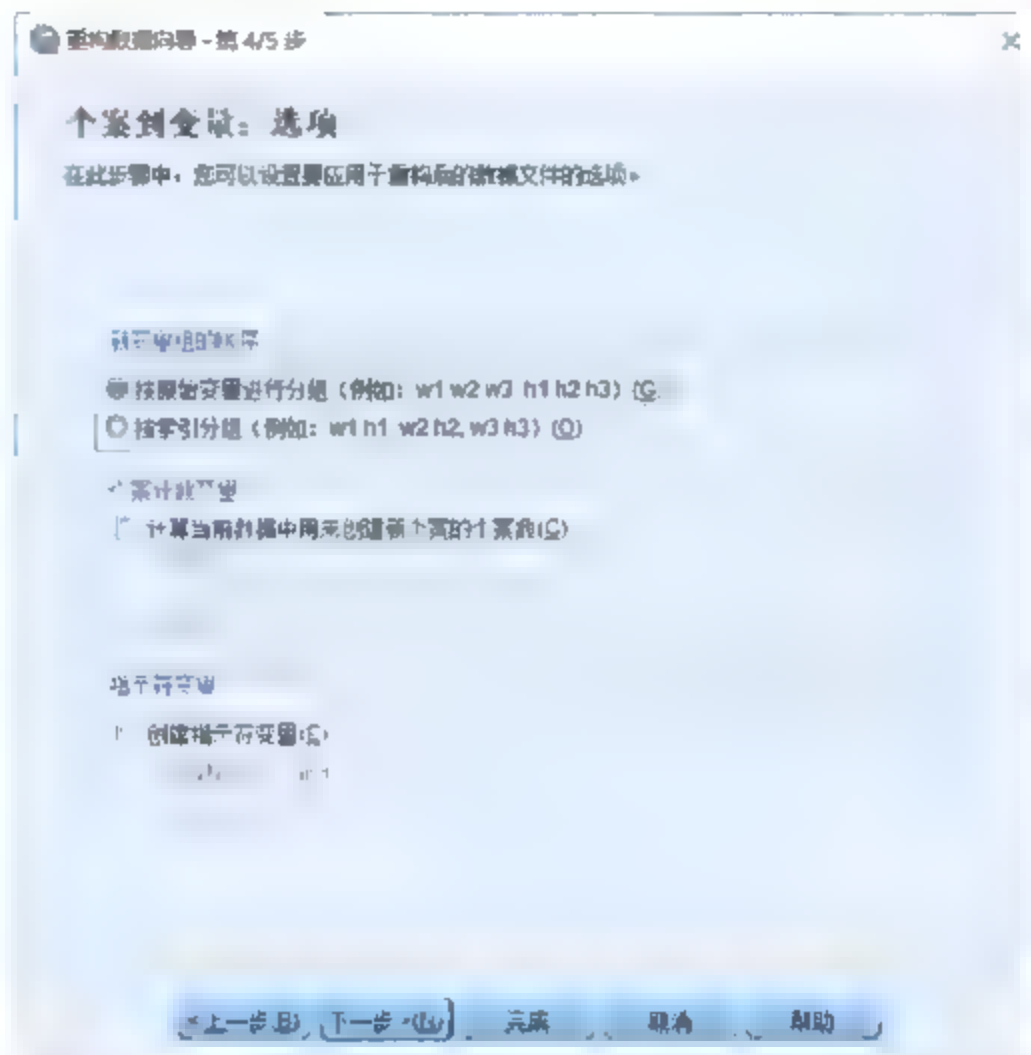 重构数据向导 - 第 4/5 步
个案到变量：选项
在此步骤中，您可以设置要应用于重构后的数据文件的选项。
按原始变量进行分组（例如：w1 w2 w3 h1 h2 h3）(G
按索引分组（例如：w1 h1 w2 h2, w3 h3）(O)
个案计数变量
计算当前数据中用来创建新个案的个案数(C)
指示符变量
创建指示符变量
<上一步(B) 下一步 >(N) 完成 取消 帮助